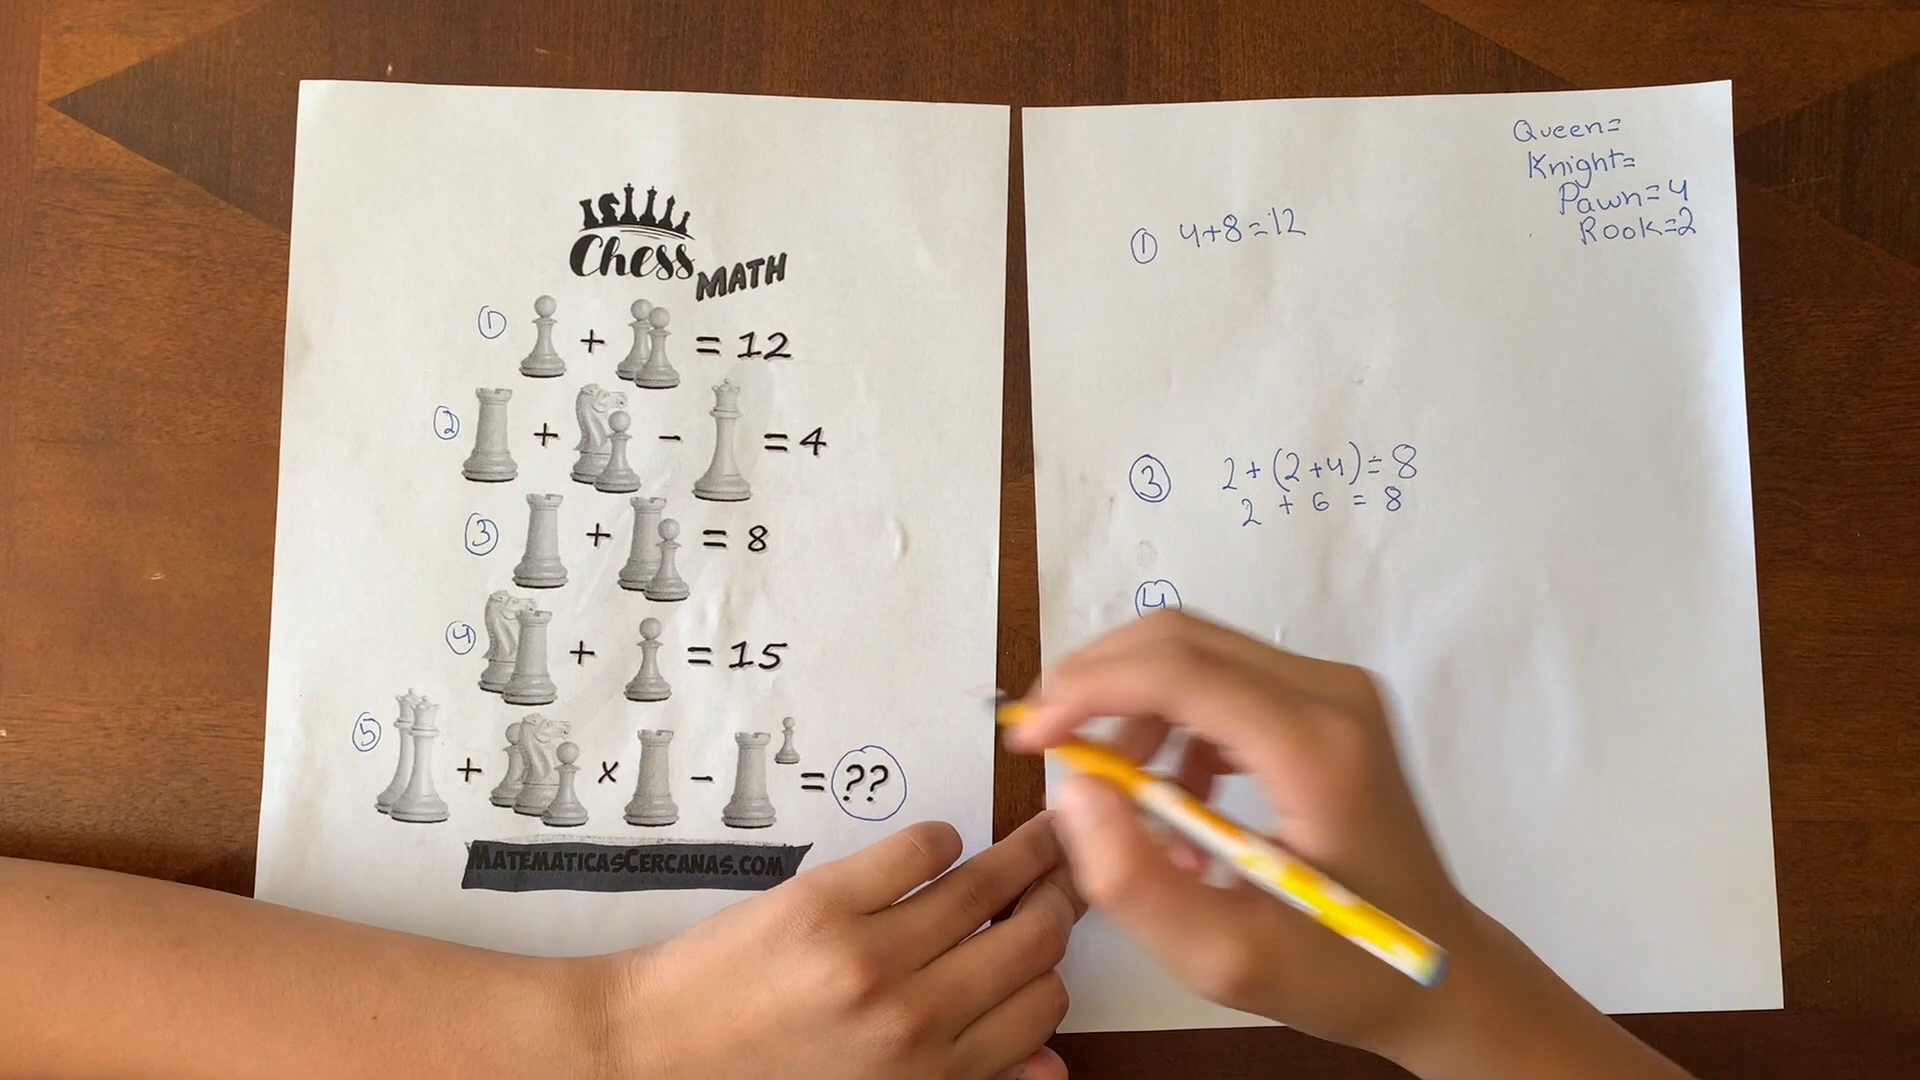 Chess MATH
① + = 12
② + - = 4
③ + = 8
④ + = 15
⑤ + x - = ??
MATEMATICASCERCANAS.COM
Queen=
Knight=
Pawn=4
Rook=2
① 4+8=12
③ 2+(2+4)=8
2 + 6 = 8
④